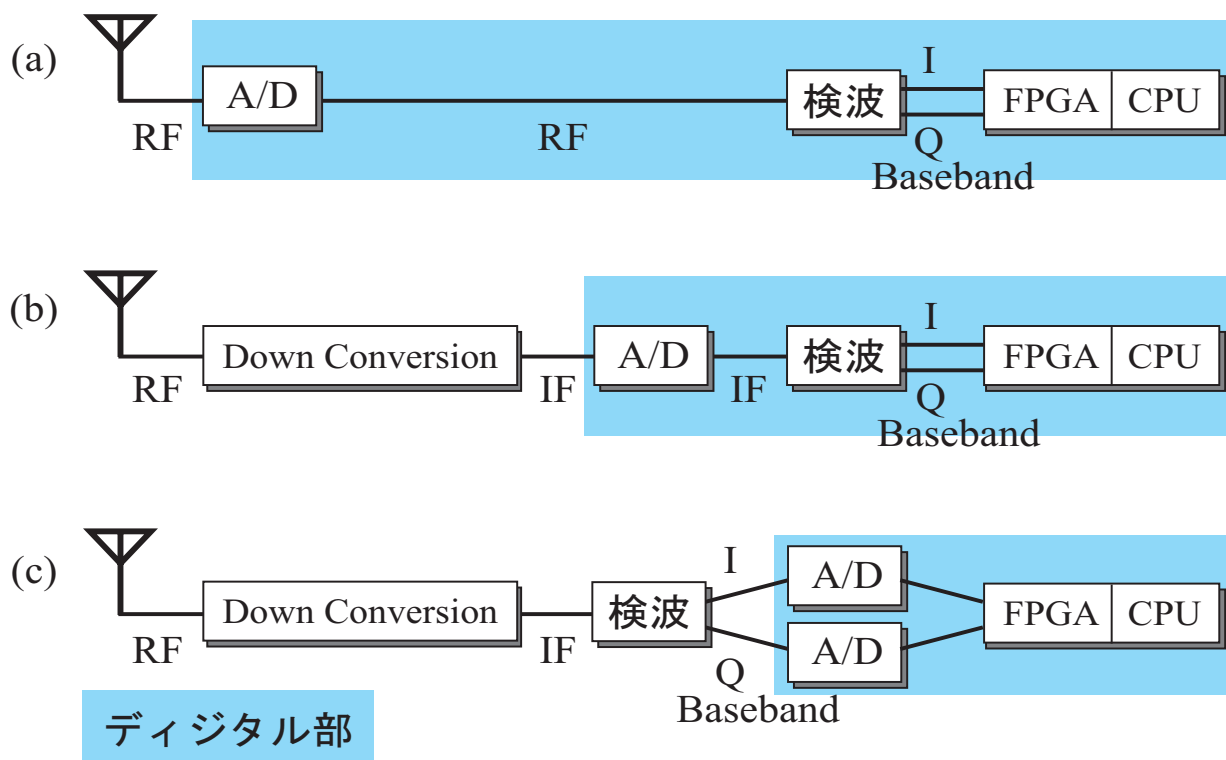 (a)
A/D
検波
I
FPGA CPU
RF
RF
Q
Baseband
(b)
Down Conversion
A/D
検波
I
FPGA CPU
RF
IF
IF
Q
Baseband
(c)
Down Conversion
検波
I
A/D
A/D
FPGA CPU
RF
IF
Q
Baseband
ディジタル部